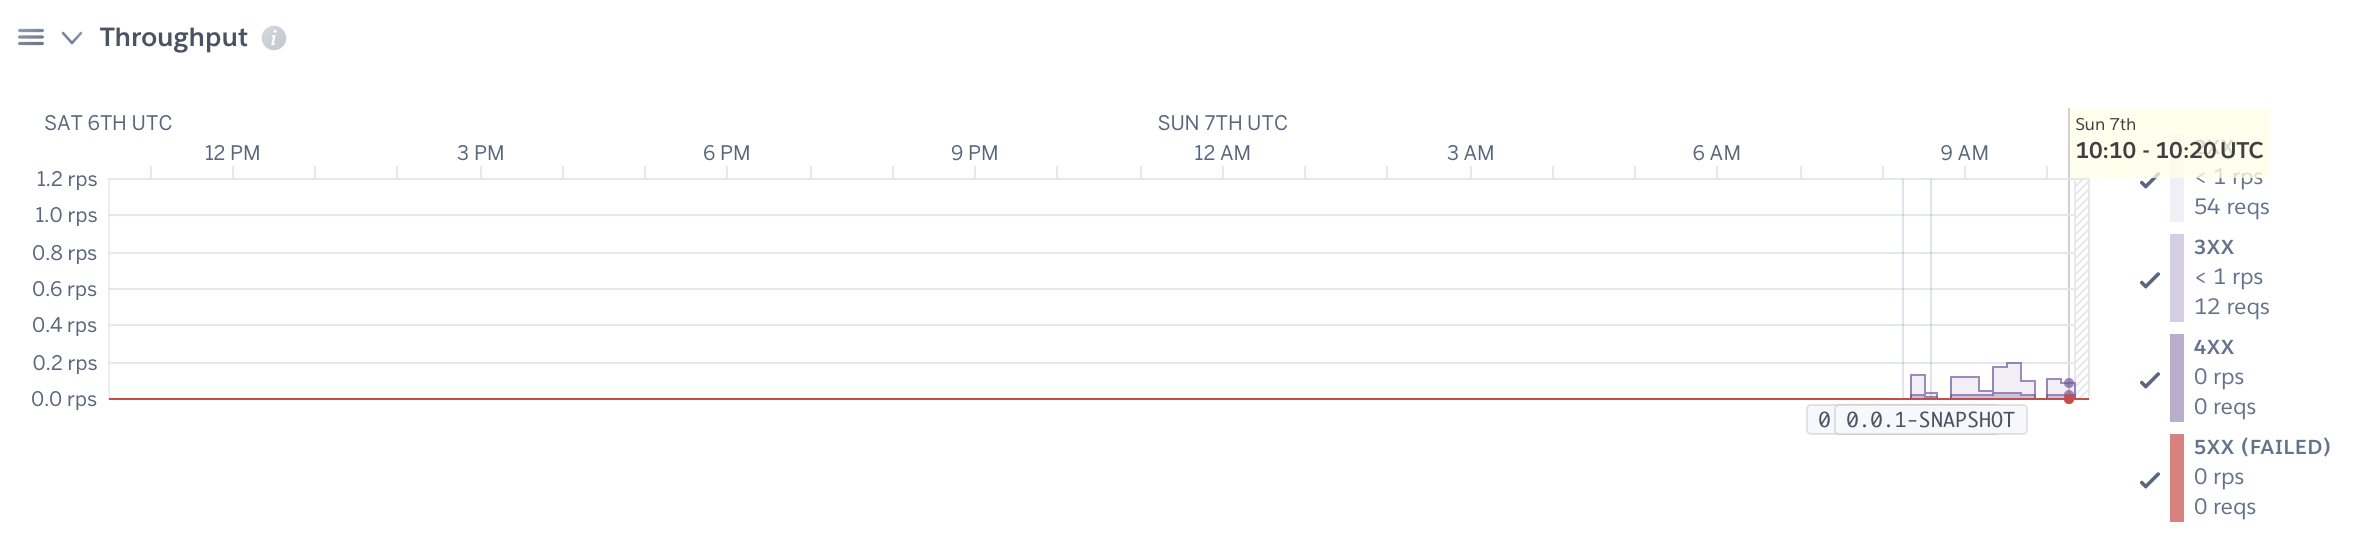 Throughput
SAT 6TH UTC
SUN 7TH UTC
12 PM
3 PM
6 PM
9 PM
12 AM
3 AM
6 AM
9 AM
Sun 7th
10:10 - 10:20 UTC
1.2 rps
1.0 rps
0.8 rps
0.6 rps
0.4 rps
0.2 rps
0.0 rps
0
0.0.1-SNAPSHOT
< 1 rps
54 reqs
3XX
< 1 rps
12 reqs
4XX
0 rps
0 reqs
5XX (FAILED)
0 rps
0 reqs